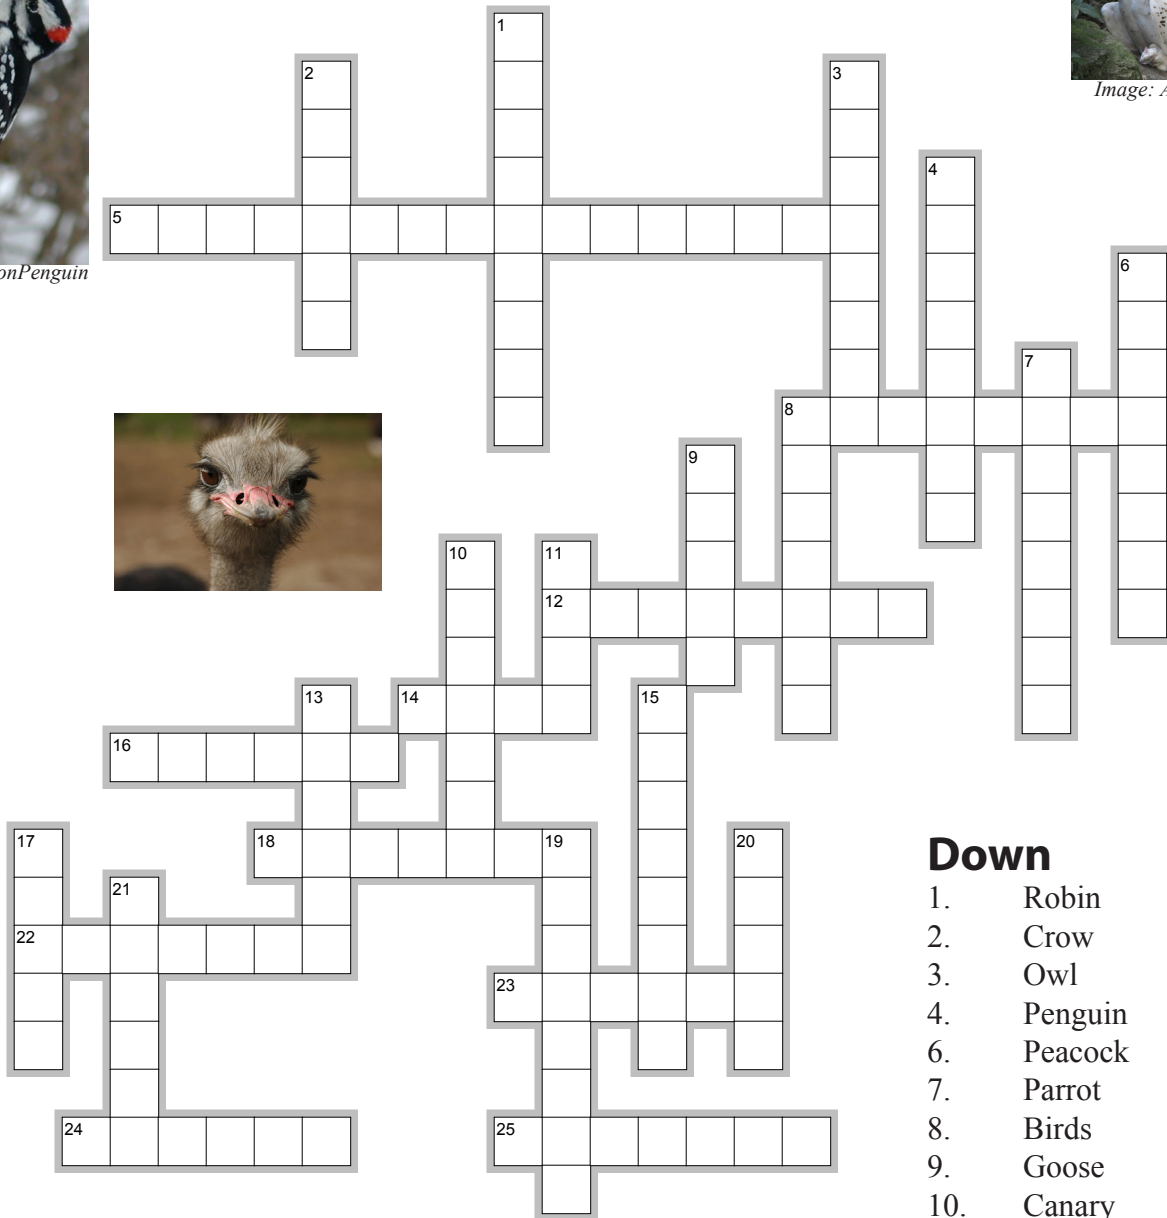 Image: A
onPenguin
1
2
3
4
5
6
7
8
9
10
11
12
13
14
15
16
17
18
19
20
21
22
23
24
25
Down
1. Robin
2. Crow
3. Owl
4. Penguin
6. Peacock
7. Parrot
8. Birds
9. Goose
10. Canary